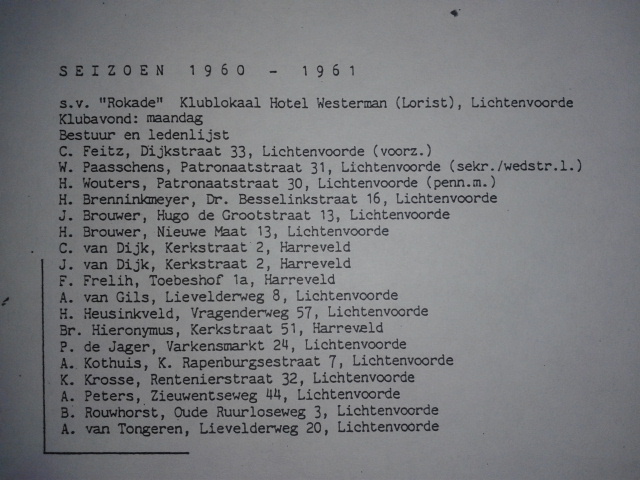 SEIZOEN 1960 - 1961
s.v. "Rokade" Klublokaal Hotel Westerman (Lorist), Lichtenvoorde
Klubavond: maandag
Bestuur en ledenlijst
C. Feitz, Dijkstraat 33, Lichtenvoorde (voorz.)
W. Paasschens, Patronaatstraat 31, Lichtenvoorde (sekr./wedstr.l.)
H. Wouters, Patronaatstraat 30, Lichtenvoorde (penn.m.)
H. Brenninkmeyer, Dr. Besselinkstraat 16, Lichtenvoorde
J. Brouwer, Hugo de Grootstraat 13, Lichtenvoorde
H. Brouwer, Nieuwe Maat 13, Lichtenvoorde
C. van Dijk, Kerkstraat 2, Harreveld
J. van Dijk, Kerkstraat 2, Harreveld
F. Frelih, Toebeshof 1a, Harreveld
A. van Gils, Lievelderweg 8, Lichtenvoorde
H. Heusinkveld, Vragenderweg 57, Lichtenvoorde
Br. Hieronymus, Kerkstraat 51, Harreveld
P. de Jager, Varkensmarkt 24, Lichtenvoorde
A. Kothuis, K. Rapenburgsestraat 7, Lichtenvoorde
K. Krosse, Rentenierstraat 32, Lichtenvoorde
A. Peters, Zieuwentseweg 44, Lichtenvoorde
B. Rouwhorst, Oude Ruurloseweg 3, Lichtenvoorde
A. van Tongeren, Lievelderweg 20, Lichtenvoorde